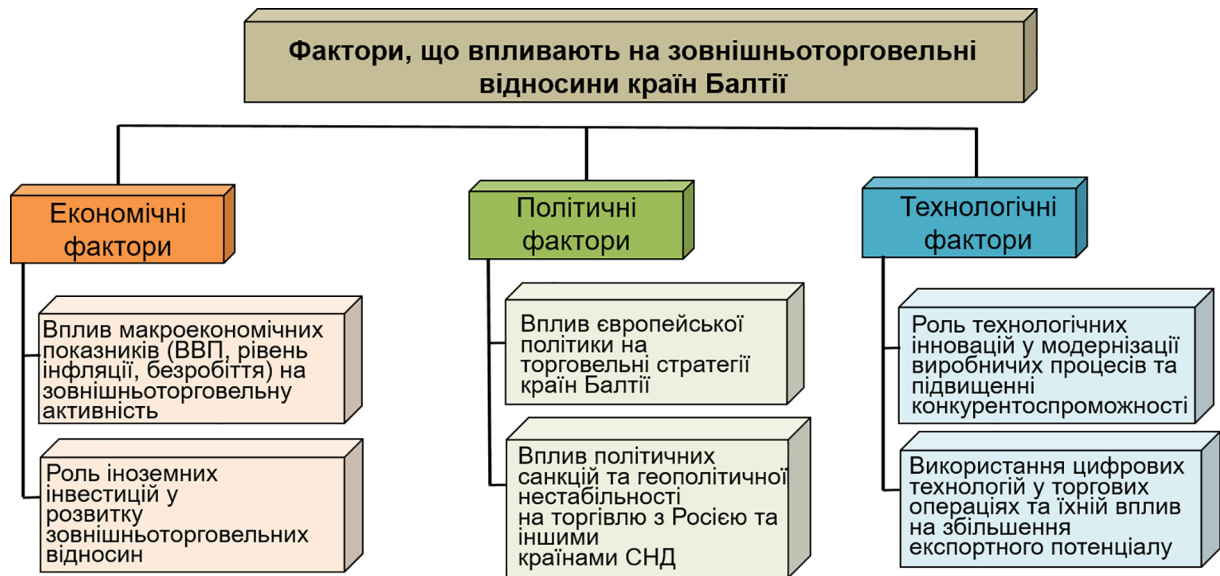 Фактори, що впливають на зовнішньоторговельні
відносини країн Балтії
Економічні
фактори
Вплив макроекономічних
показників (ВВП, рівень
інфляції, безробіття) на
зовнішньоторговельну
активність
Роль іноземних
інвестицій у
розвитку
зовнішньоторговельних
відносин
Політичні
фактори
Вплив європейської
політики на
торговельні стратегії
країн Балтії
Вплив політичних
санкцій та геополітичної
нестабільності
на торгівлю з Росією та
іншими
країнами СНД
Технологічні
фактори
Роль технологічних
інновацій у модернізації
виробничих процесів та
підвищенні
конкурентоспроможності
Використання цифрових
технологій у торгових
операціях та їхній вплив
на збільшення
експортного потенціалу